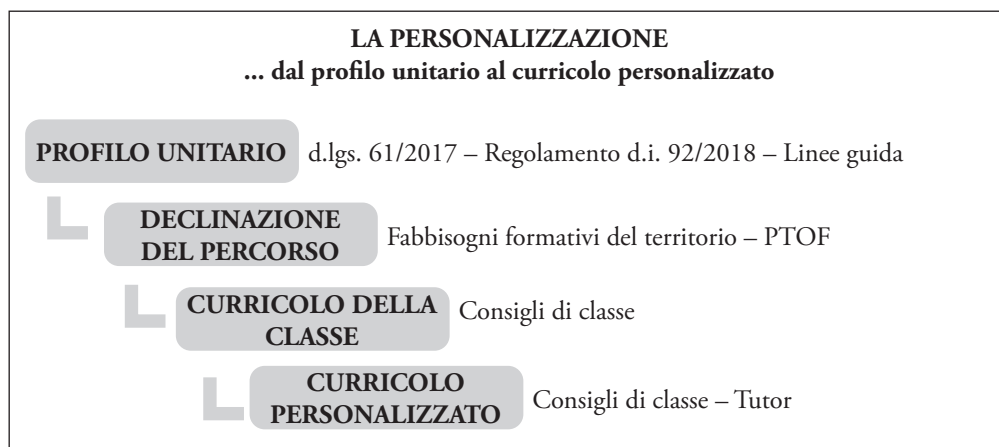 LA PERSONALIZZAZIONE
... dal profilo unitario al curricolo personalizzato
PROFILO UNITARIO d.lgs. 61/2017 – Regolamento d.i. 92/2018 – Linee guida
DECLINAZIONE
DEL PERCORSO
Fabbisogni formativi del territorio – PTOF
CURRICOLO DELLA
CLASSE
Consigli di classe
CURRICOLO
PERSONALIZZATO
Consigli di classe – Tutor